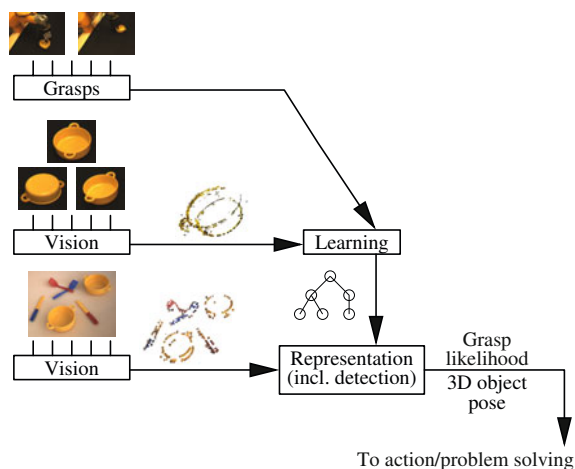 Grasps
Vision
Learning
Vision
Representation
(incl. detection)
Grasp
likelihood
3D object
pose
To action/problem solving